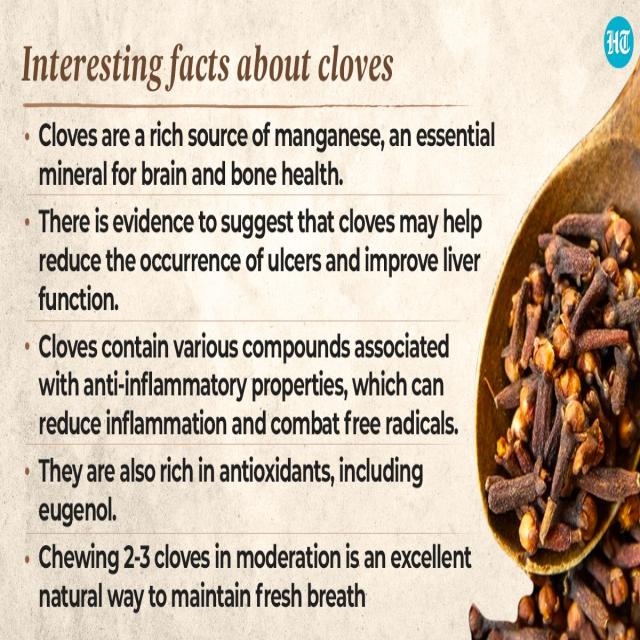 HT
Interesting facts about cloves
• Cloves are a rich source of manganese, an essential
mineral for brain and bone health.
• There is evidence to suggest that cloves may help
reduce the occurrence of ulcers and improve liver
function.
• Cloves contain various compounds associated
with anti-inflammatory properties, which can
reduce inflammation and combat free radicals.
• They are also rich in antioxidants, including
eugenol.
• Chewing 2-3 cloves in moderation is an excellent
natural way to maintain fresh breath